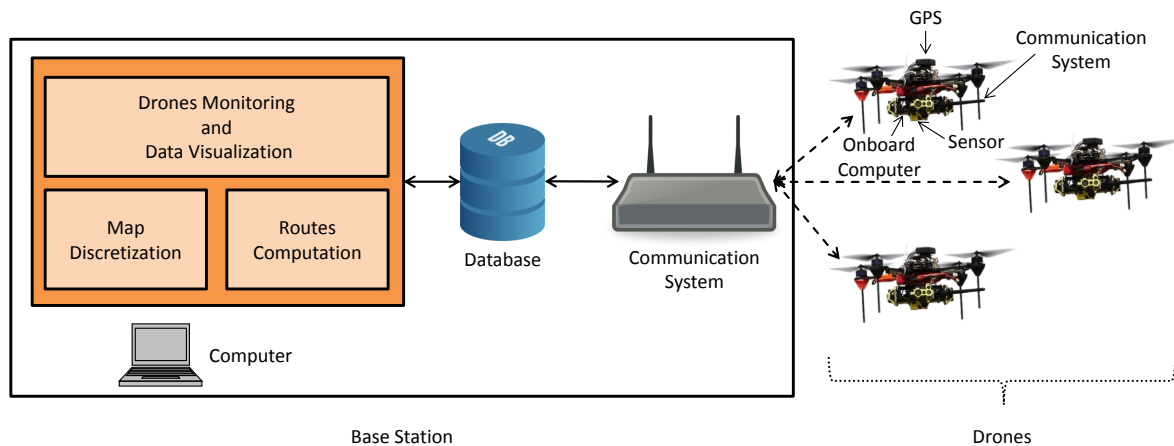 GPS
Communication
System
Drones Monitoring
and
Data Visualization
DB
Onboard
Computer
Sensor
Map
Discretization
Routes
Computation
Database
Communication
System
Computer
Base Station
Drones